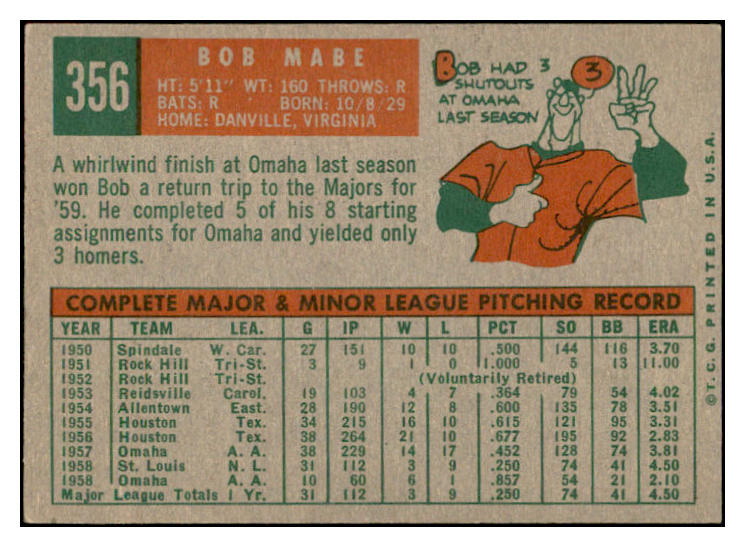 356
BOB MABE
HT: 5'11" WT: 160 THROWS: R
BATS: R BORN: 10/8/29
HOME: DANVILLE, VIRGINIA
A whirlwind finish at Omaha last season
won Bob a return trip to the Majors for
'59. He completed 5 of his 8 starting
assignments for Omaha and yielded only
3 homers.
BOB HAD 3
SHUTOUTS
AT OMAHA
LAST SEASON
3
COMPLETE MAJOR & MINOR LEAGUE PITCHING RECORD
YEAR TEAM LEA. G IP W L PCT SO BB ERA
1950 Spindale W. Car. 27 151 10 10 .500 144 116 3.70
1951 Rock Hill Tri-St. 3 9 1 0 1.000 5 13 11.00
1952 Rock Hill Tri-St. (Voluntarily Retired)
1953 Reidsville Carol. 19 103 4 7 .364 79 54 4.02
1954 Allentown East. 28 190 12 8 .600 135 78 3.51
1955 Houston Tex. 34 215 16 10 .615 121 95 3.31
1956 Houston Tex. 38 264 21 10 .677 195 92 2.83
1957 Omaha A. A. 38 229 14 17 .452 128 74 3.81
1958 St. Louis N. L. 31 112 3 9 .250 74 41 4.50
1958 Omaha A. A. 10 60 6 1 .857 54 21 2.10
Major League Totals 1 Yr. 31 112 3 9 .250 74 41 4.50
©T.C.G. PRINTED IN U.S.A.